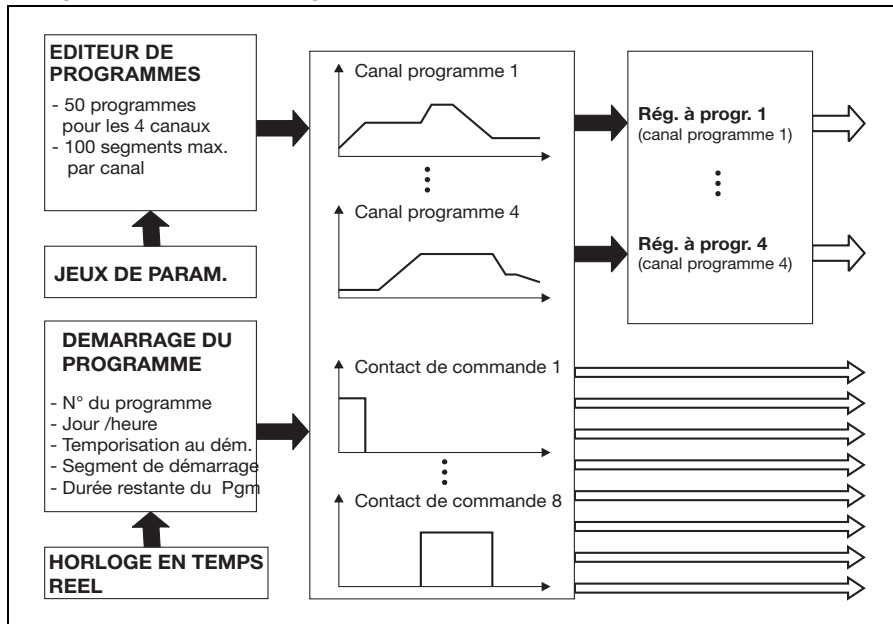 EDITEUR DE
PROGRAMMES
- 50 programmes
pour les 4 canaux
- 100 segments max.
par canal
JEUX DE PARAM.
DEMARRAGE DU
PROGRAMME
- N° du programme
- Jour /heure
- Temporisation au dém.
- Segment de démarrage
- Durée restante du Pgm
HORLOGE EN TEMPS
REEL
Canal programme 1
Canal programme 4
Contact de commande 1
Contact de commande 8
Rég. à progr. 1
(canal programme 1)
Rég. à progr. 4
(canal programme 4)